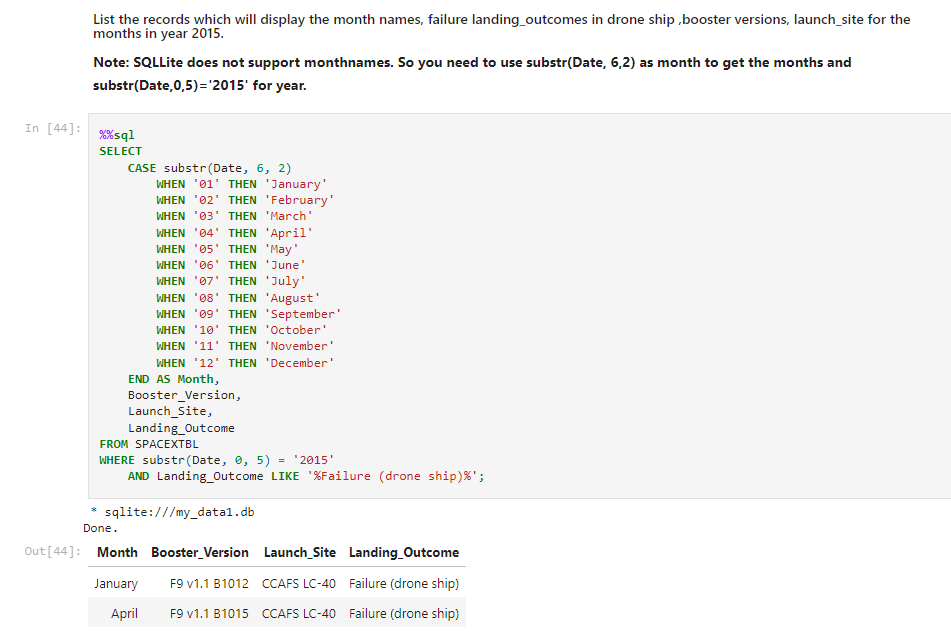 List the records which will display the month names, failure landing_outcomes in drone ship ,booster versions, launch_site for the
months in year 2015.
Note: SQLLite does not support monthnames. So you need to use substr(Date, 6,2) as month to get the months and
substr(Date,0,5)='2015' for year.
In [44]:
%%sql
SELECT
CASE substr(Date, 6, 2)
WHEN '01' THEN 'January'
WHEN '02' THEN 'February'
WHEN '03' THEN 'March'
WHEN '04' THEN 'April'
WHEN '05' THEN 'May'
WHEN '06' THEN 'June'
WHEN '07' THEN 'July'
WHEN '08' THEN 'August'
WHEN '09' THEN 'September'
WHEN '10' THEN 'October'
WHEN '11' THEN 'November'
WHEN '12' THEN 'December'
END AS Month,
Booster_Version,
Launch_Site,
Landing_Outcome
FROM SPACEXTBL
WHERE substr(Date, 0, 5) = '2015'
AND Landing_Outcome LIKE '%Failure (drone ship)%';
* sqlite:///my_data1.db
Done.
Out[44]: Month Booster_Version Launch_Site Landing_Outcome
January F9 v1.1 B1012 CCAFS LC-40 Failure (drone ship)
April F9 v1.1 B1015 CCAFS LC-40 Failure (drone ship)